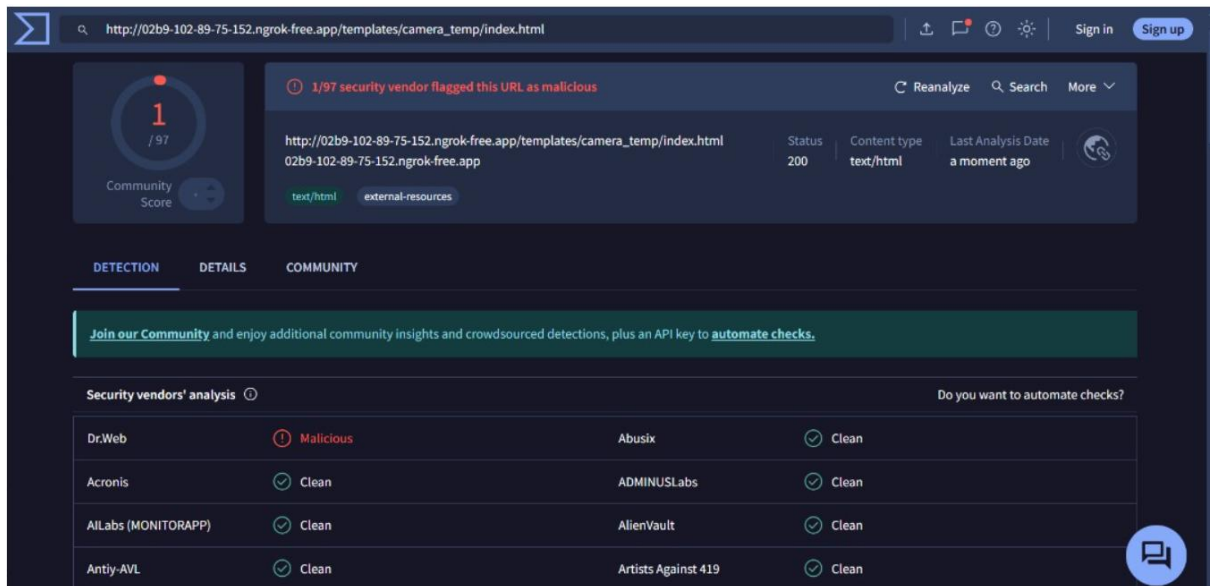 http://02b9-102-89-75-152.ngrok-free.app/templates/camera_temp/index.html
Sign in
Sign up
1
/ 97
Community
Score
1/97 security vendor flagged this URL as malicious
Reanalyze
Search
More
http://02b9-102-89-75-152.ngrok-free.app/templates/camera_temp/index.html
02b9-102-89-75-152.ngrok-free.app
Status
200
Content type
text/html
Last Analysis Date
a moment ago
text/html
external-resources
DETECTION
DETAILS
COMMUNITY
Join our Community and enjoy additional community insights and crowdsourced detections, plus an API key to automate checks.
Security vendors' analysis
Do you want to automate checks?
Dr.Web
Malicious
Abusix
Clean
Acronis
Clean
ADMINUSLabs
Clean
AILabs (MONITORAPP)
Clean
AlienVault
Clean
Antiy-AVL
Clean
Artists Against 419
Clean